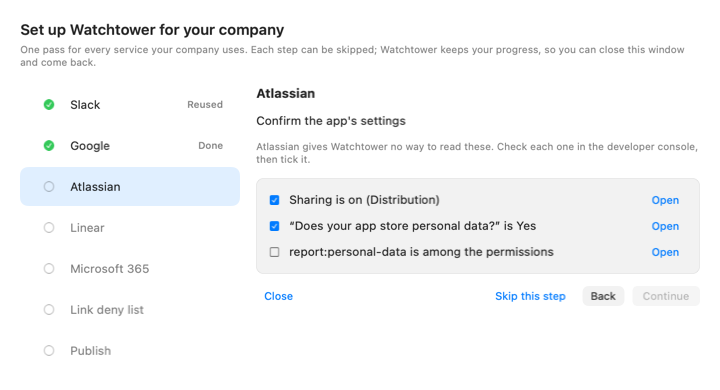 Set up Watchtower for your company
One pass for every service your company uses. Each step can be skipped; Watchtower keeps your progress, so you can close this window
and come back.
Slack Reused
Google Done
Atlassian
Linear
Microsoft 365
Link deny list
Publish
Atlassian
Confirm the app's settings
Atlassian gives Watchtower no way to read these. Check each one in the developer console,
then tick it.
Sharing is on (Distribution) Open
“Does your app store personal data?” is Yes Open
report:personal-data is among the permissions Open
Close Skip this step Back Continue